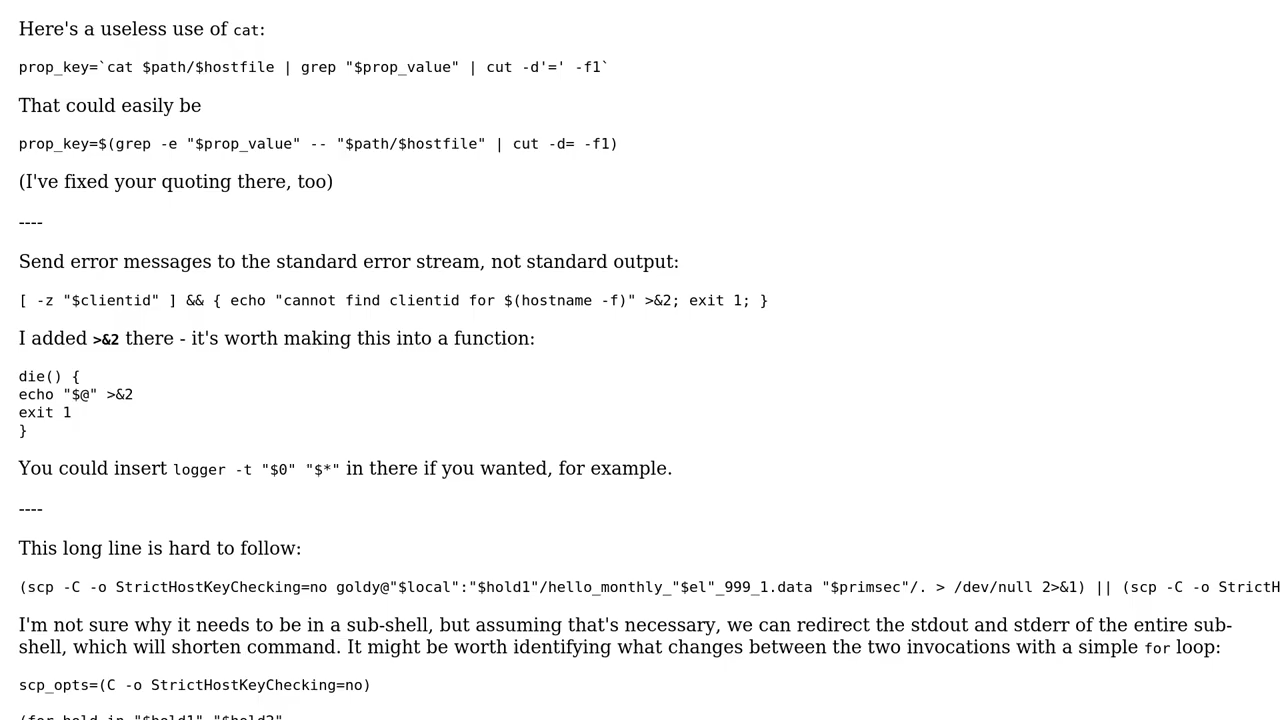 Here's a useless use of cat:
prop_key=`cat $path/$hostfile | grep "$prop_value" | cut -d'=' -f1`
That could easily be
prop_key=$(grep -e "$prop_value" -- "$path/$hostfile" | cut -d= -f1)
(I've fixed your quoting there, too)
----
Send error messages to the standard error stream, not standard output:
[ -z "$clientid" ] && { echo "cannot find clientid for $(hostname -f)" >&2; exit 1; }
I added >&2 there - it's worth making this into a function:
die() {
echo "$@" >&2
exit 1
}
You could insert logger -t "$0" "$*" in there if you wanted, for example.
----
This long line is hard to follow:
(scp -C -o StrictHostKeyChecking=no goldy@"$local":"$hold1"/hello_monthly_"$el"_999_1.data "$primsec"/. > /dev/null 2>&1) || (scp -C -o StrictH
I'm not sure why it needs to be in a sub-shell, but assuming that's necessary, we can redirect the stdout and stderr of the entire sub-
shell, which will shorten command. It might be worth identifying what changes between the two invocations with a simple for loop:
scp_opts=(C -o StrictHostKeyChecking=no)
(for hold in "$hold1" "$hold2"